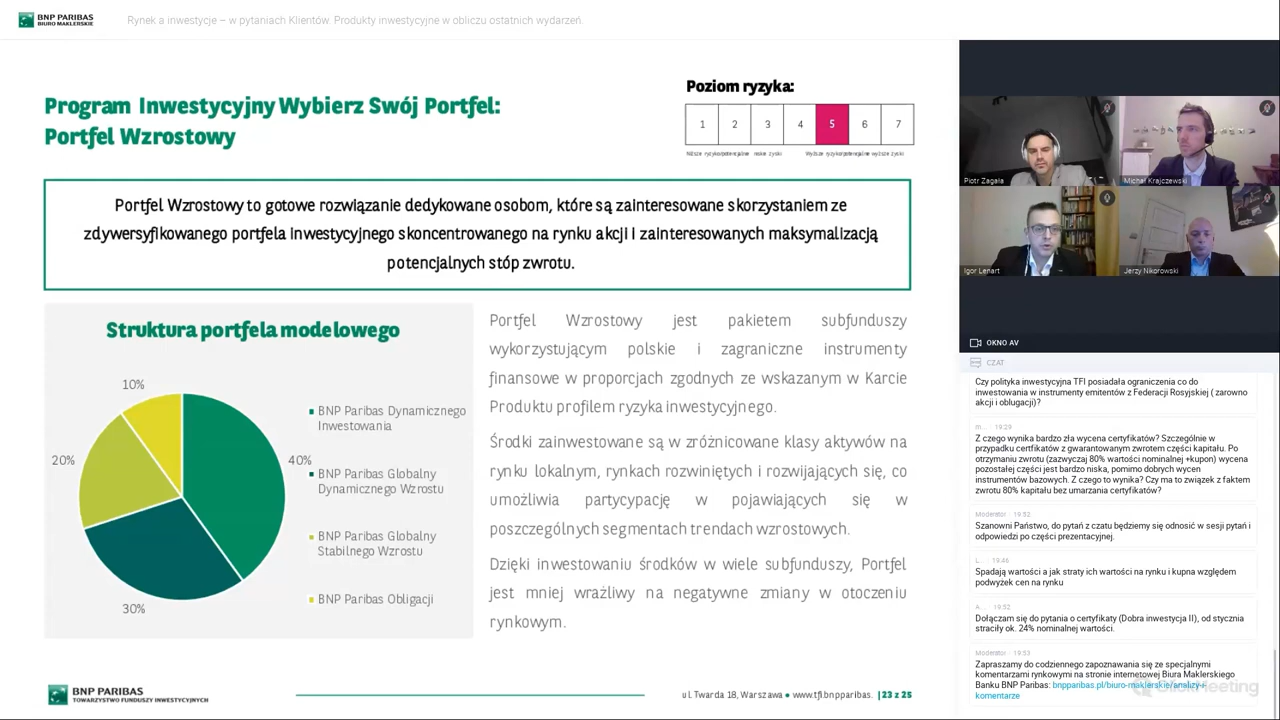 BNP PARIBAS
BIURO MAKLERSKIE
Rynek a inwestycje – w pytaniach Klientów. Produkty inwestycyjne w obliczu ostatnich wydarzeń.
Program Inwestycyjny Wybierz Swój Portfel:
Portfel Wzrostowy
Poziom ryzyka:
1 2 3 4 5 6 7
Niższe ryzyko/potencjalnie niskie zyski
Wyższe ryzyko/potencjalnie wyższe zyski
Portfel Wzrostowy to gotowe rozwiązanie dedykowane osobom, które są zainteresowane skorzystaniem ze
zdywersyfikowanego portfela inwestycyjnego skoncentrowanego na rynku akcji i zainteresowanych maksymalizacją
potencjalnych stóp zwrotu.
Struktura portfela modelowego
10%
20%
40%
30%
BNP Paribas Dynamicznego
Inwestowania
BNP Paribas Globalny
Dynamicznego Wzrostu
BNP Paribas Globalny
Stabilnego Wzrostu
BNP Paribas Obligacji
Portfel Wzrostowy jest pakietem subfunduszy
wykorzystującym polskie i zagraniczne instrumenty
finansowe w proporcjach zgodnych ze wskazanym w Karcie
Produktu profilem ryzyka inwestycyjnego.
Środki zainwestowane są w zróżnicowane klasy aktywów na
rynku lokalnym, rynkach rozwiniętych i rozwijających się, co
umożliwia partycypację w pojawiających się w
poszczególnych segmentach trendach wzrostowych.
Dzięki inwestowaniu środków w wiele subfunduszy, Portfel
jest mniej wrażliwy na negatywne zmiany w otoczeniu
rynkowym.
BNP PARIBAS
TOWARZYSTWO FUNDUSZY INWESTYCYJNYCH
ul. Twarda 18, Warszawa ● www.tfi.bnpparibas. | 23 z 25
Piotr Zagała
Michał Krajczewski
Igor Lenart
Jerzy Nikorowski
OKNO AV
CZAT
Czy polityka inwestycyjna TFI posiadała ograniczenia co do
inwestowania w instrumenty emitentów z Federacji Rosyjskiej ( zarowno
akcji i oblugacji)?
m... · 19:29
Z czego wynika bardzo zła wycena certyfikatów? Szczególnie w
przypadku certfikatów z gwarantowanym zwrotem części kapitału. Po
otrzymaniu zwrotu (zazwyczaj 80% wartości nominalnej +kupon) wycena
pozostałej części jest bardzo niska, pomimo dobrych wycen
instrumentów bazowych. Z czego to wynika? Czy ma to związek z faktem
zwrotu 80% kapitału bez umarzania certyfikatów?
Moderator · 19:52
Szanowni Państwo, do pytań z czatu będziemy się odnosić w sesji pytań i
odpowiedzi po części prezentacyjnej.
L... · 19:46
Spadają wartości a jak straty ich wartości na rynku i kupna względem
podwyżek cen na rynku
A... · 19:52
Dołączam się do pytania o certyfikaty (Dobra inwestycja II), od stycznia
straciły ok. 24% nominalnej wartości.
Moderator · 19:53
Zapraszamy do codziennego zapoznawania się ze specjalnymi
komentarzami rynkowymi na stronie internetowej Biura Maklerskiego
Banku BNP Paribas: bnpparibas.pl/biuro-maklerskie/analizy-i-
komentarze
ClickMeeting